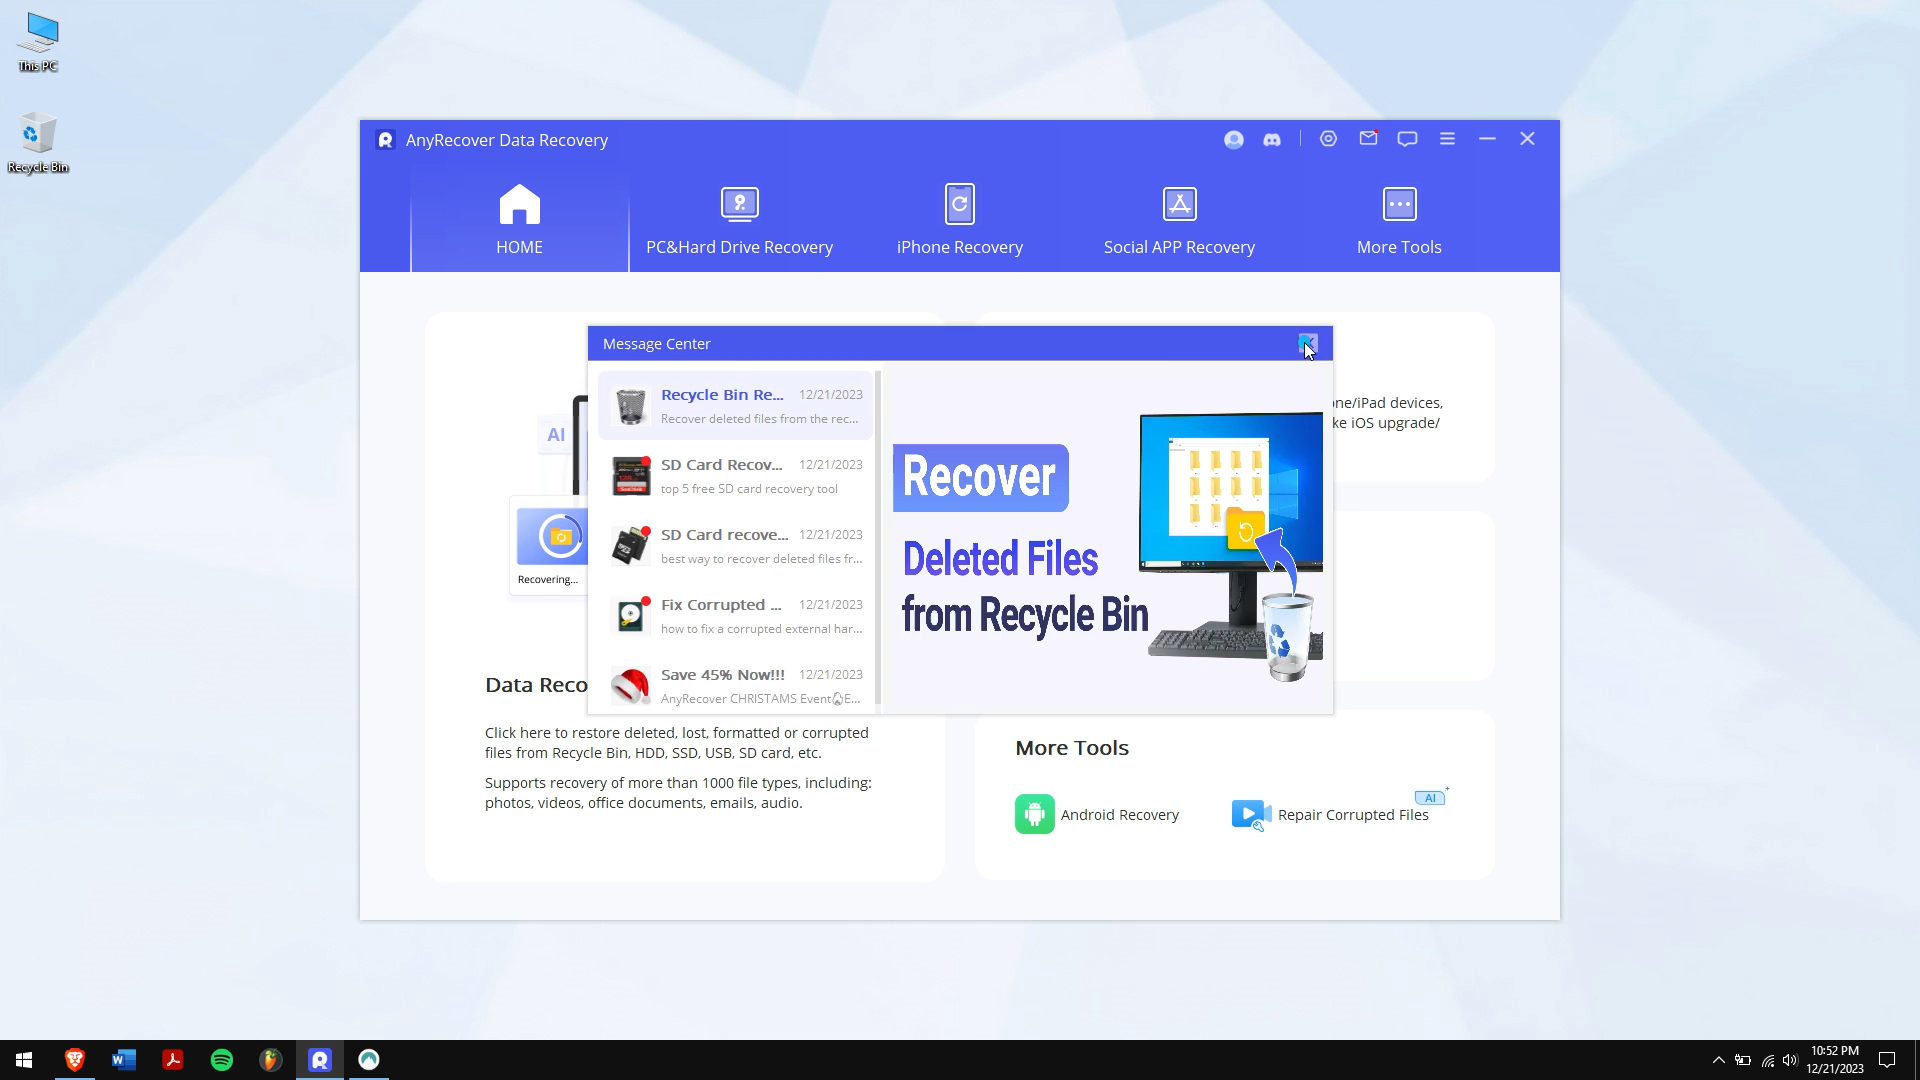 This PC
Recycle Bin
AnyRecover Data Recovery
HOME
PC&Hard Drive Recovery
iPhone Recovery
Social APP Recovery
More Tools
Message Center
Recycle Bin Re... 12/21/2023
Recover deleted files from the rec...
SD Card Recov... 12/21/2023
top 5 free SD card recovery tool
SD Card recove... 12/21/2023
best way to recover deleted files fr...
Fix Corrupted ... 12/21/2023
how to fix a corrupted external har...
Save 45% Now!!! 12/21/2023
AnyRecover CHRISTAMS Event E...
Recover
Deleted Files
from Recycle Bin
AI
Recovering...
Data Reco
Click here to restore deleted, lost, formatted or corrupted
files from Recycle Bin, HDD, SSD, USB, SD card, etc.
Supports recovery of more than 1000 file types, including:
photos, videos, office documents, emails, audio.
ne/iPad devices,
ke iOS upgrade/
More Tools
Android Recovery
Repair Corrupted Files
AI
10:52 PM
12/21/2023